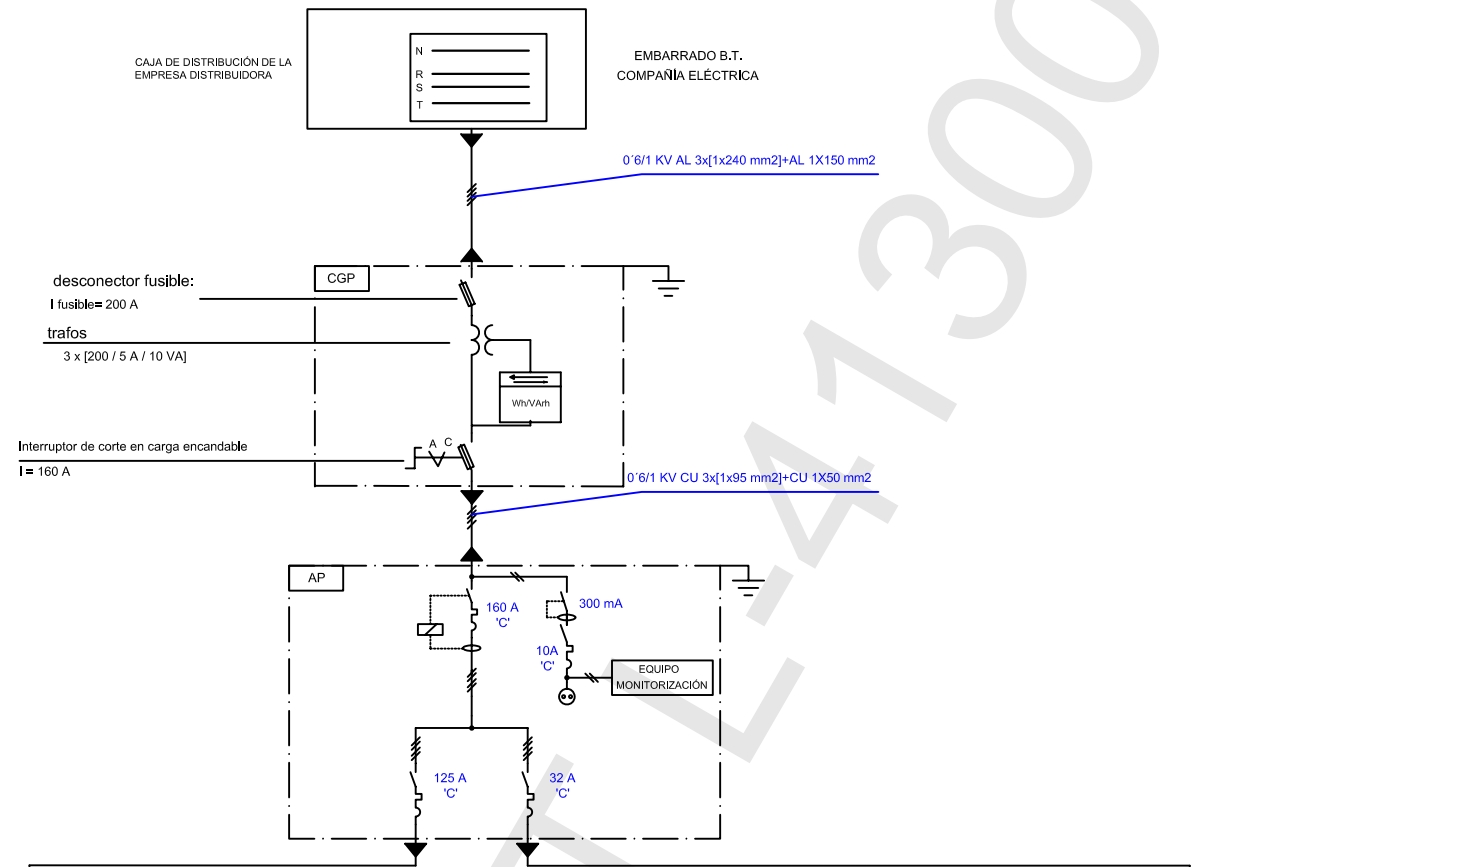 CAJA DE DISTRIBUCIÓN DE LA
EMPRESA DISTRIBUIDORA
N
R
S
T
EMBARRADO B.T.
COMPAÑÍA ELÉCTRICA
0´6/1 KV AL 3x[1x240 mm2]+AL 1X150 mm2
CGP
desconector fusible:
I fusible= 200 A
trafos
3 x [200 / 5 A / 10 VA]
Wh/VArh
Interruptor de corte en carga encandable
I = 160 A
A C
0´6/1 KV CU 3x[1x95 mm2]+CU 1X50 mm2
AP
160 A
'C'
300 mA
10A
'C'
EQUIPO
MONITORIZACIÓN
125 A
'C'
32 A
'C'
T L-41300